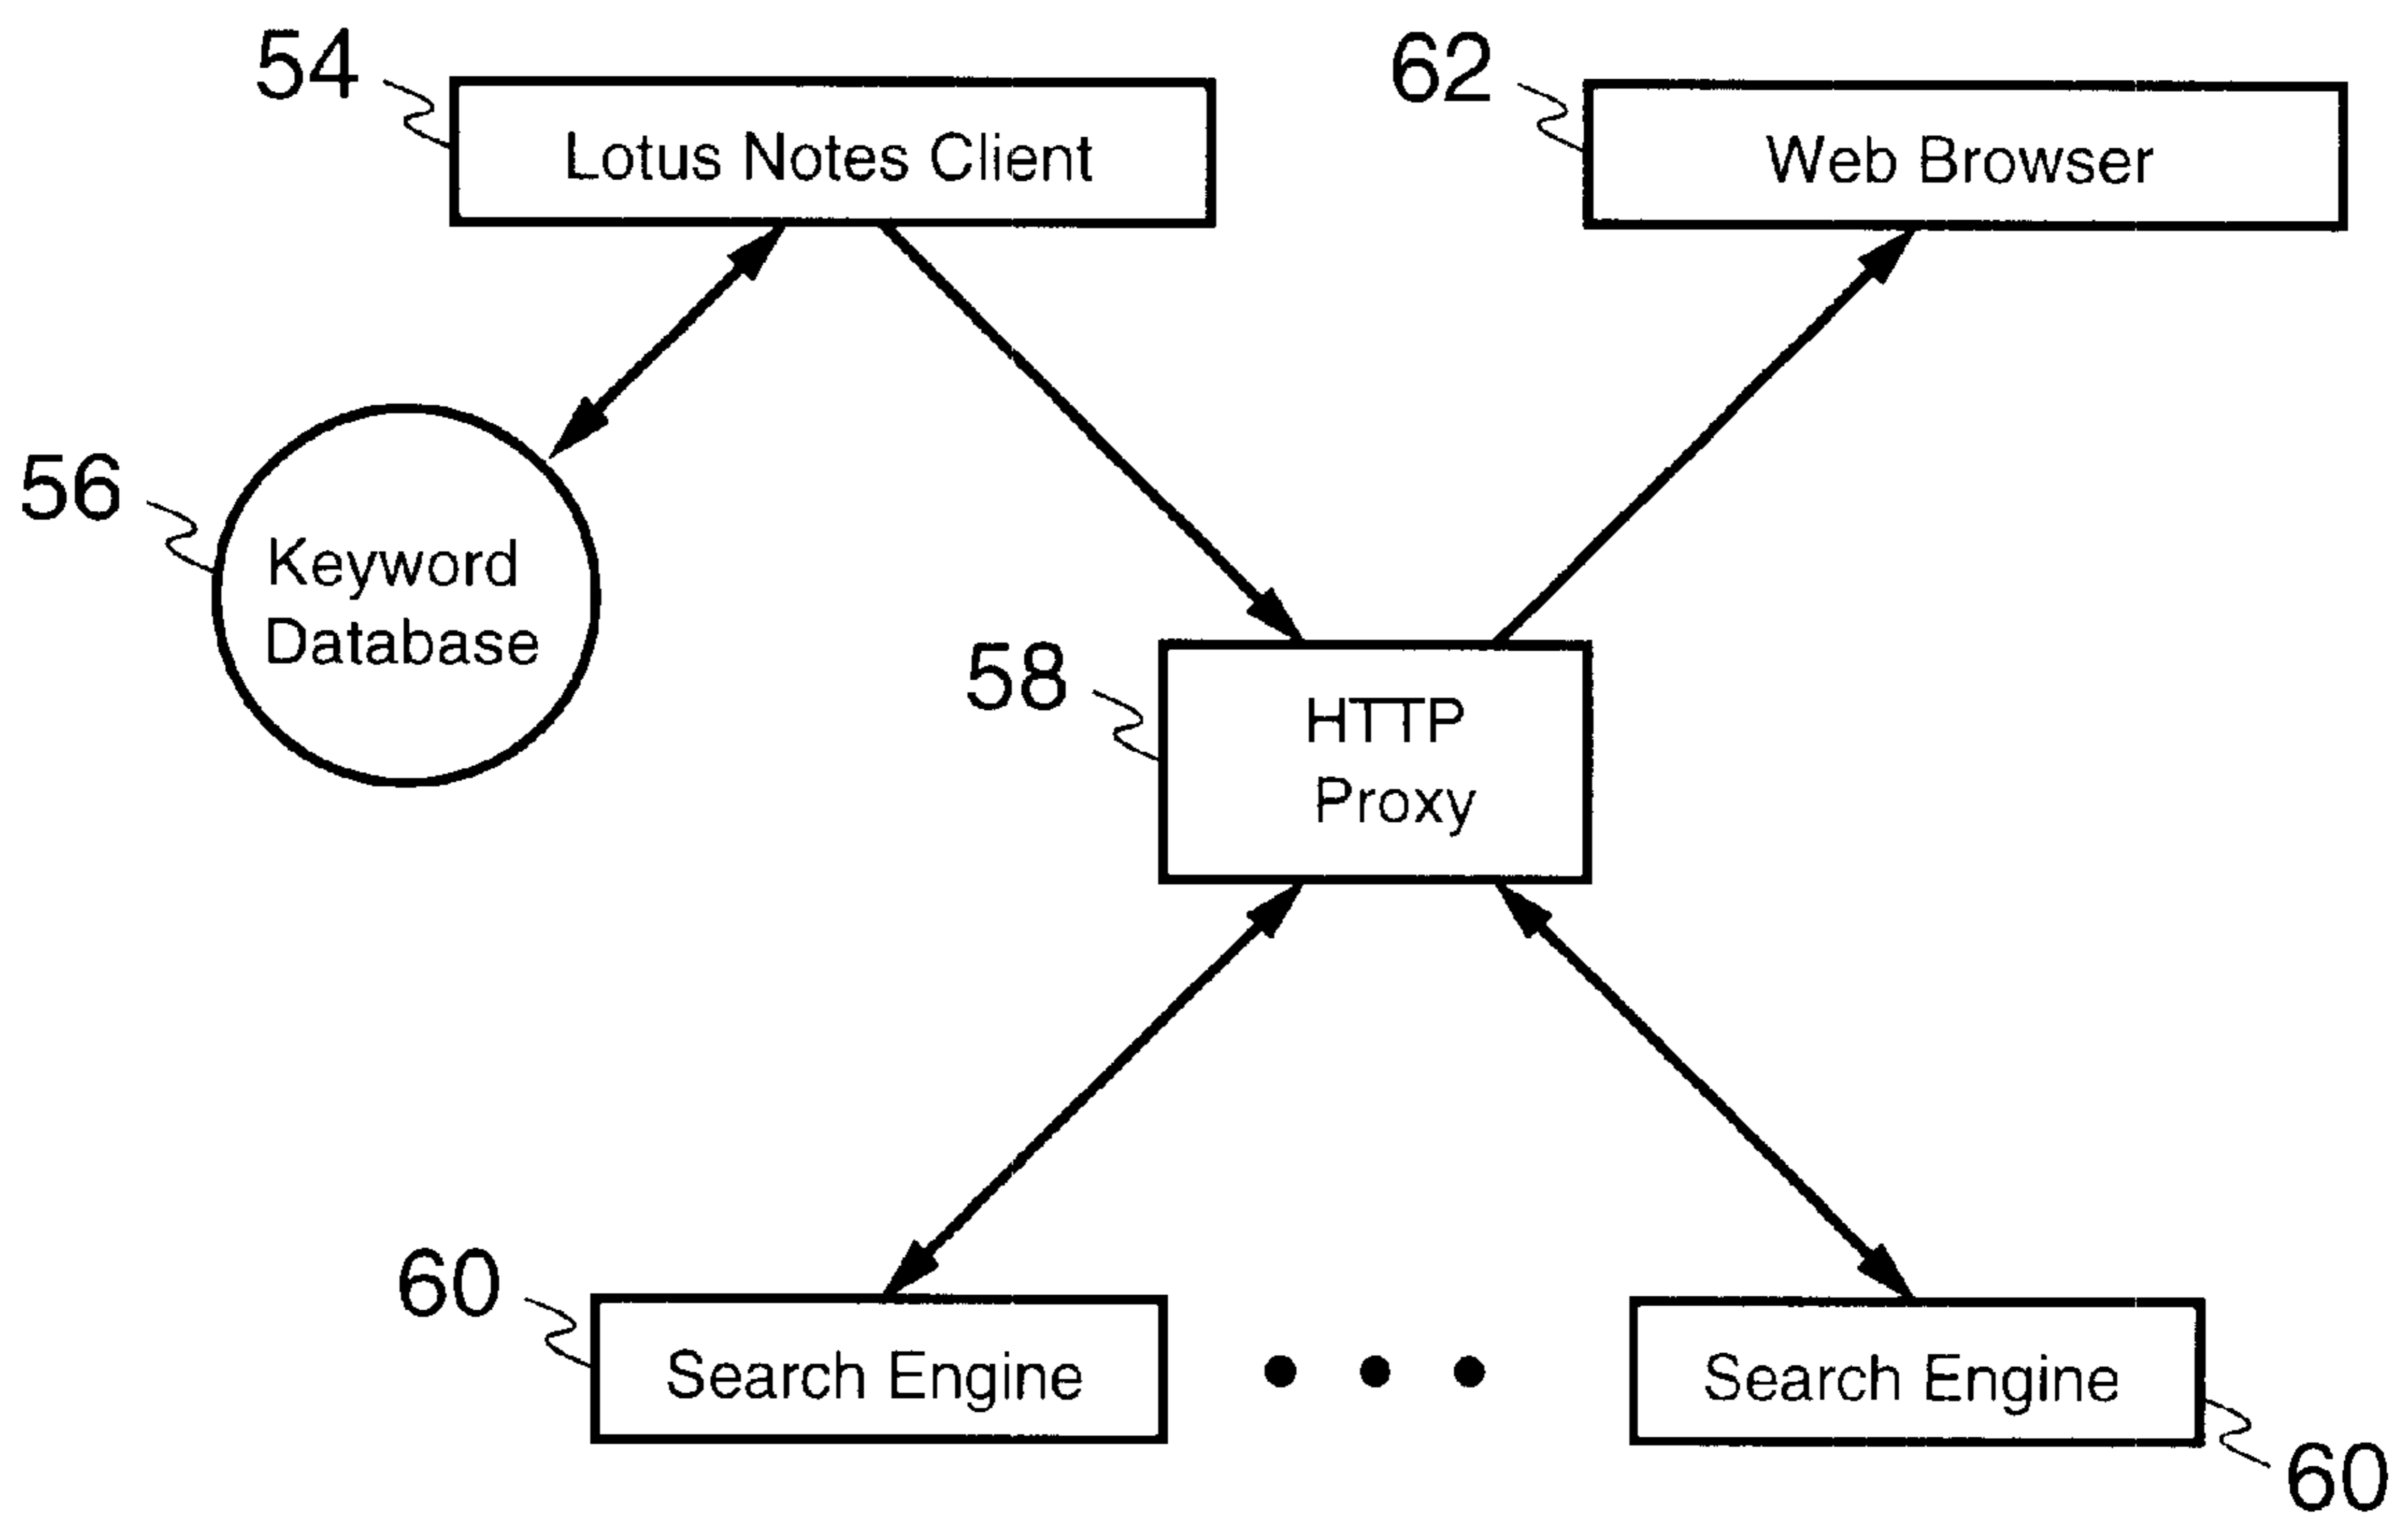 54
Lotus Notes Client
62
Web Browser
56
Keyword
Database
58
HTTP
Proxy
60
Search Engine
Search Engine
60